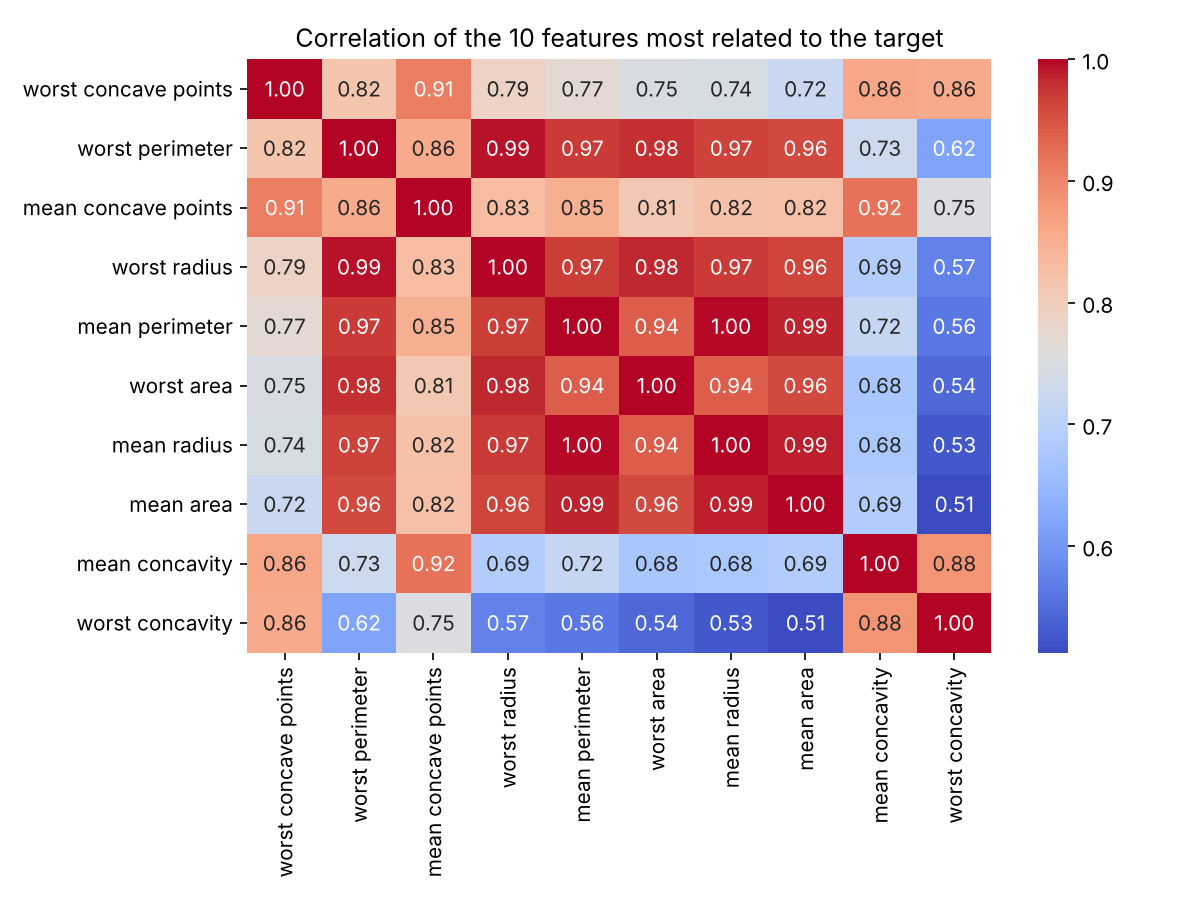 Correlation of the 10 features most related to the target
worst concave points 1.00 0.82 0.91 0.79 0.77 0.75 0.74 0.72 0.86 0.86
worst perimeter 0.82 1.00 0.86 0.99 0.97 0.98 0.97 0.96 0.73 0.62
mean concave points 0.91 0.86 1.00 0.83 0.85 0.81 0.82 0.82 0.92 0.75
worst radius 0.79 0.99 0.83 1.00 0.97 0.98 0.97 0.96 0.69 0.57
mean perimeter 0.77 0.97 0.85 0.97 1.00 0.94 1.00 0.99 0.72 0.56
worst area 0.75 0.98 0.81 0.98 0.94 1.00 0.94 0.96 0.68 0.54
mean radius 0.74 0.97 0.82 0.97 1.00 0.94 1.00 0.99 0.68 0.53
mean area 0.72 0.96 0.82 0.96 0.99 0.96 0.99 1.00 0.69 0.51
mean concavity 0.86 0.73 0.92 0.69 0.72 0.68 0.68 0.69 1.00 0.88
worst concavity 0.86 0.62 0.75 0.57 0.56 0.54 0.53 0.51 0.88 1.00
worst concave points
worst perimeter
mean concave points
worst radius
mean perimeter
worst area
mean radius
mean area
mean concavity
worst concavity
1.0
0.9
0.8
0.7
0.6